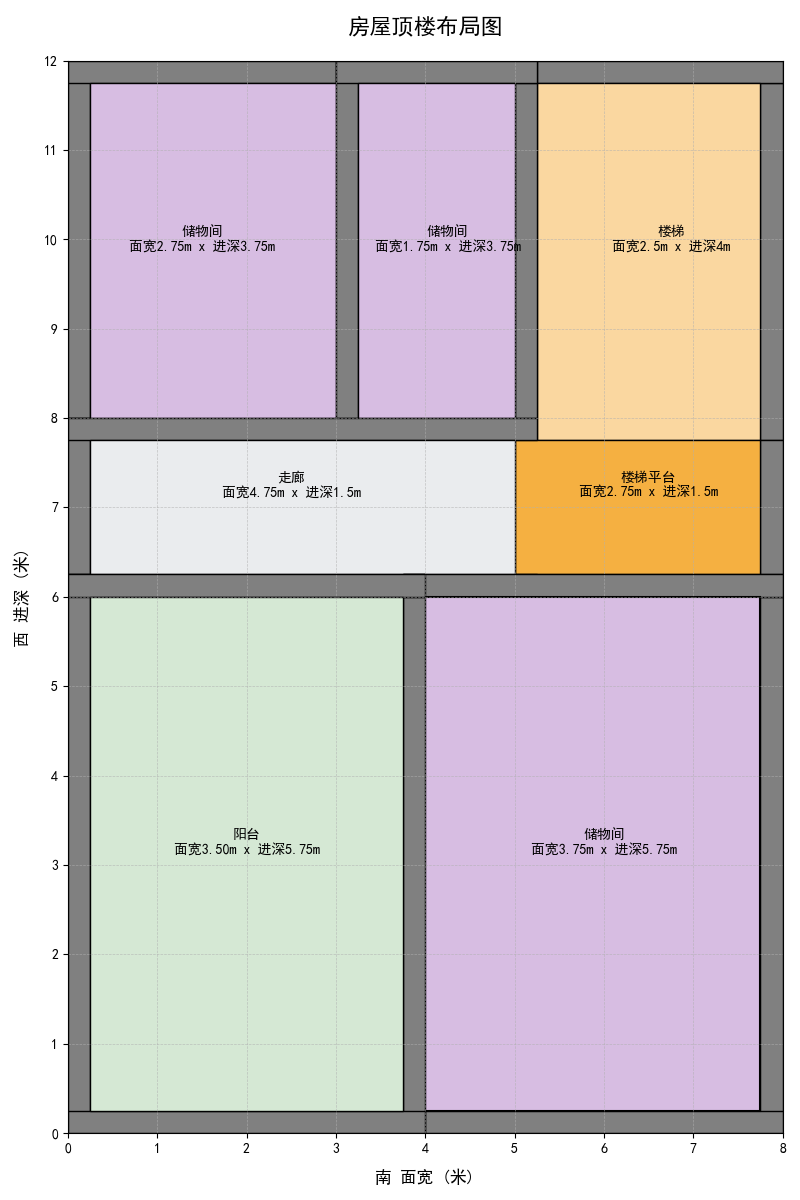 房屋顶楼布局图
12
11
10
9
8
7
6
5
4
3
2
1
0
西 进深 (米)
储物间
面宽2.75m x 进深3.75m
储物间
面宽1.75m x 进深3.75m
楼梯
面宽2.5m x 进深4m
走廊
面宽4.75m x 进深1.5m
楼梯平台
面宽2.75m x 进深1.5m
阳台
面宽3.50m x 进深5.75m
储物间
面宽3.75m x 进深5.75m
0 1 2 3 4 5 6 7 8
南 面宽 (米)